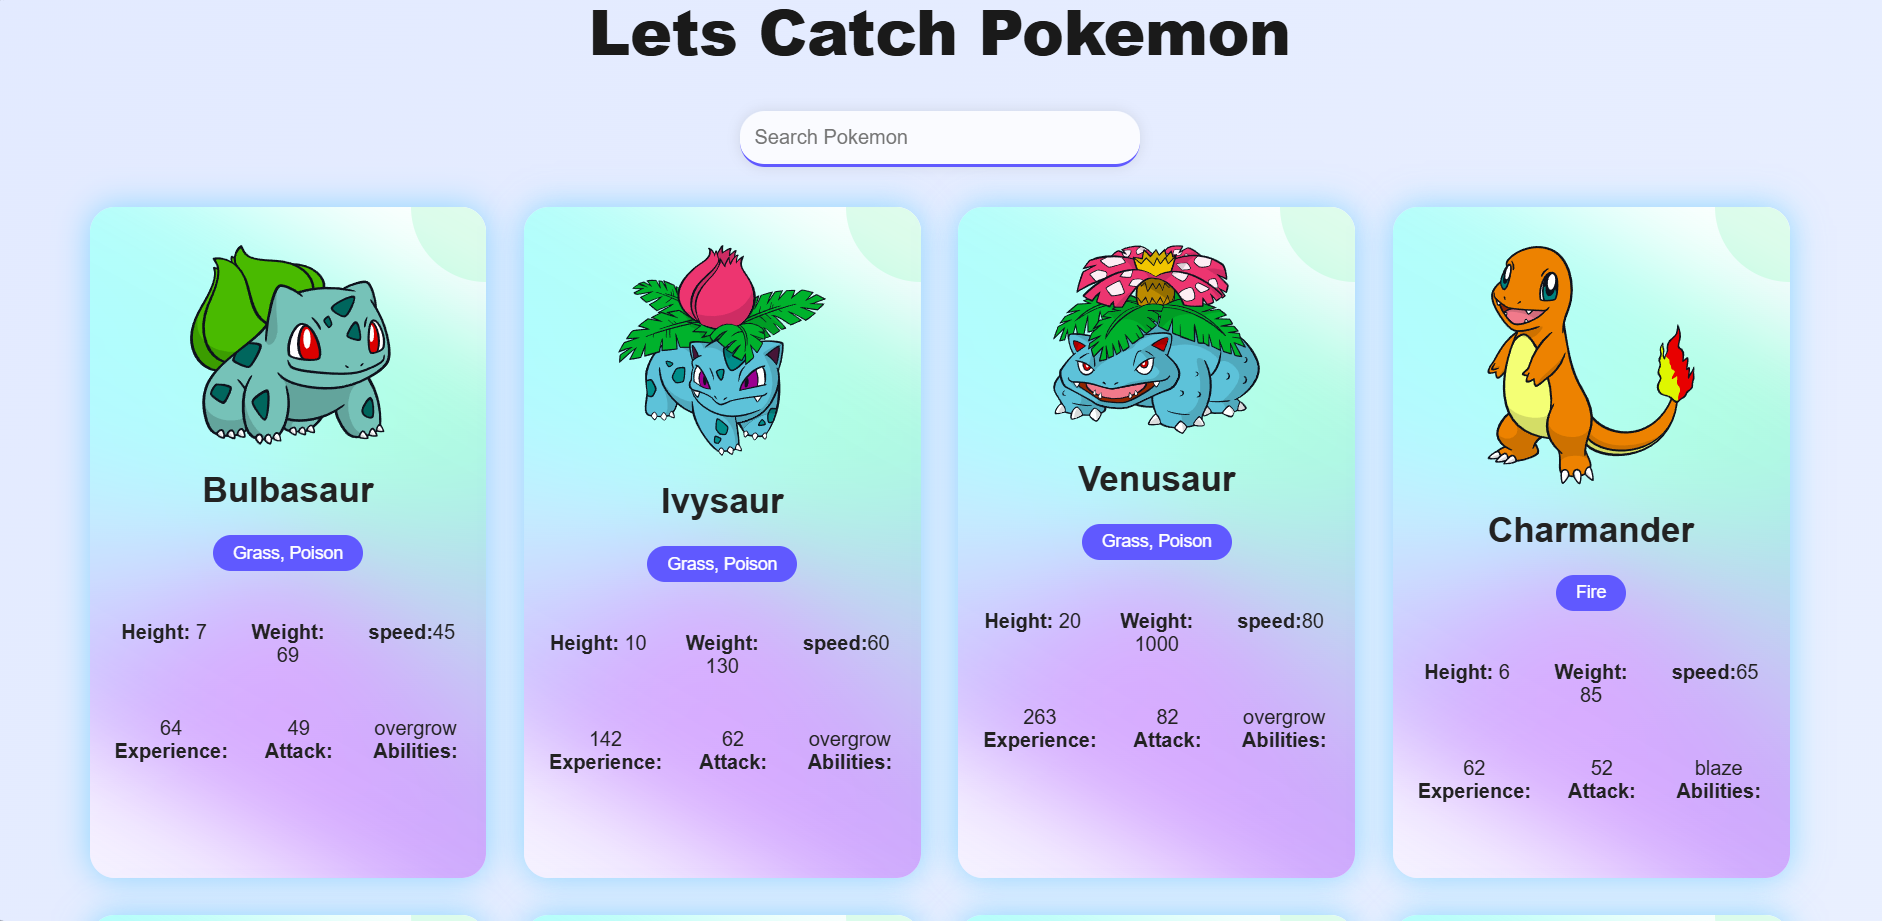 Lets Catch Pokemon
Search Pokemon
Bulbasaur
Grass, Poison
Height: 7
Weight:
69
speed:45
64
Experience:
49
Attack:
overgrow
Abilities:
Ivysaur
Grass, Poison
Height: 10
Weight:
130
speed:60
142
Experience:
62
Attack:
overgrow
Abilities:
Venusaur
Grass, Poison
Height: 20
Weight:
1000
speed:80
263
Experience:
82
Attack:
overgrow
Abilities:
Charmander
Fire
Height: 6
Weight:
85
speed:65
62
Experience:
52
Attack:
blaze
Abilities: